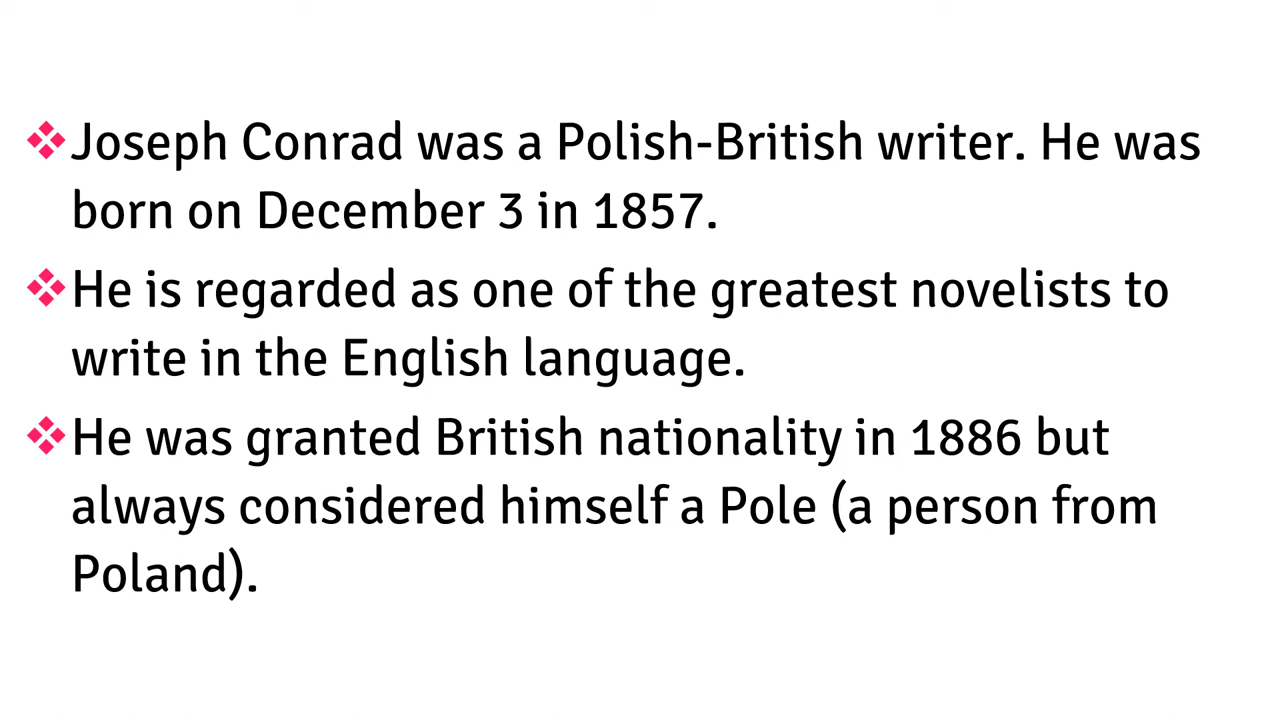 ❖Joseph Conrad was a Polish-British writer. He was
born on December 3 in 1857.
❖He is regarded as one of the greatest novelists to
write in the English language.
❖He was granted British nationality in 1886 but
always considered himself a Pole (a person from
Poland).